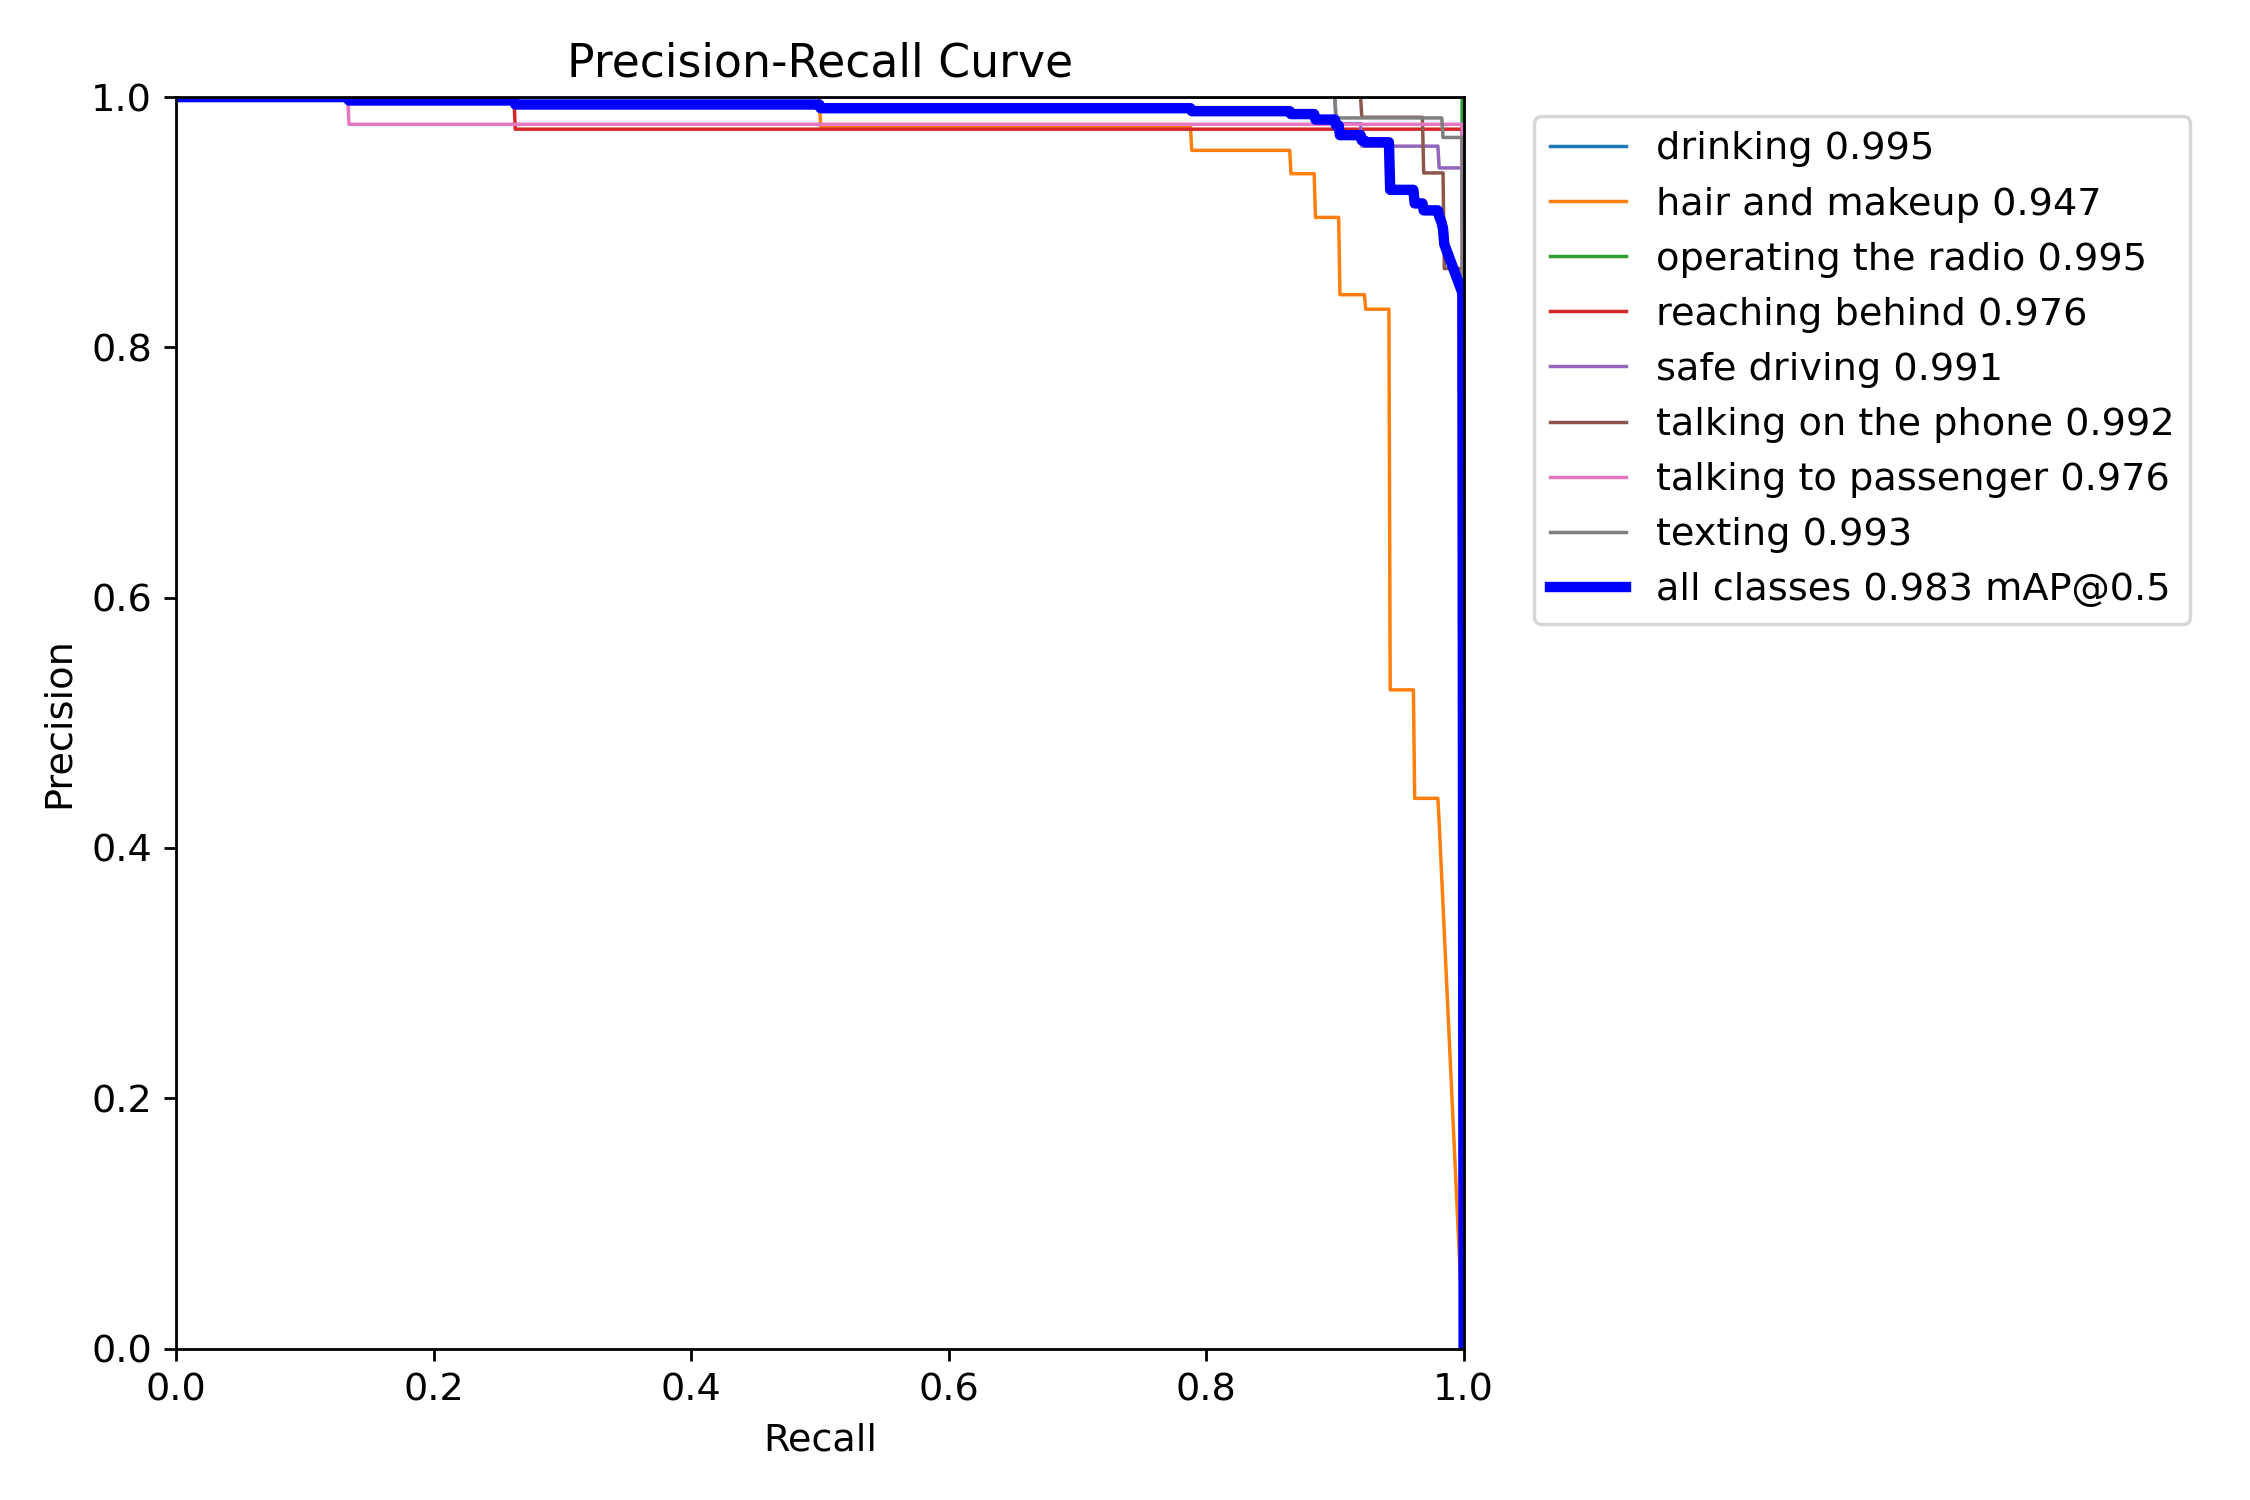 Precision-Recall Curve
1.0
0.8
0.6
0.4
0.2
0.0
Precision
0.0 0.2 0.4 0.6 0.8 1.0
Recall
drinking 0.995
hair and makeup 0.947
operating the radio 0.995
reaching behind 0.976
safe driving 0.991
talking on the phone 0.992
talking to passenger 0.976
texting 0.993
all classes 0.983 mAP@0.5